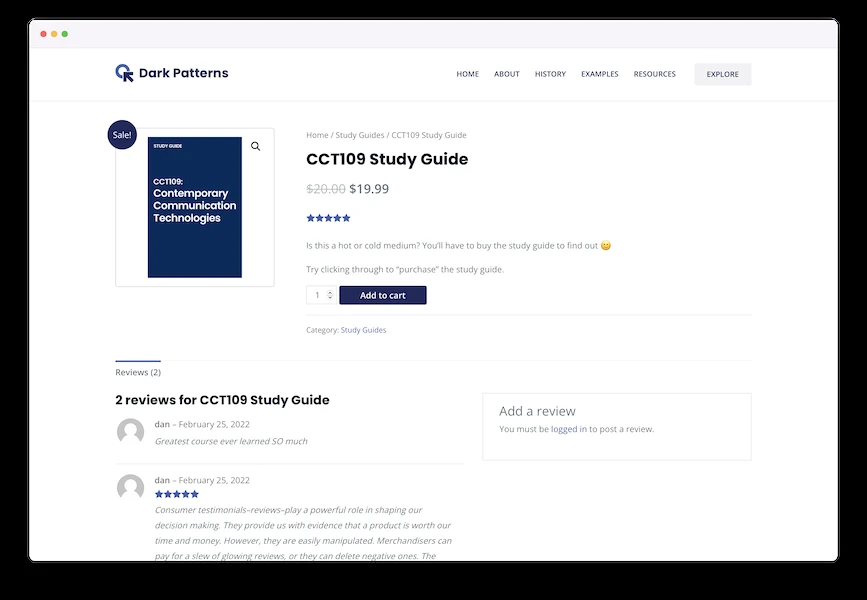 Dark Patterns
HOME ABOUT HISTORY EXAMPLES RESOURCES EXPLORE
Sale!
STUDY GUIDE
CCT109:
Contemporary
Communication
Technologies
Home / Study Guides / CCT109 Study Guide
CCT109 Study Guide
$20.00 $19.99
Is this a hot or cold medium? You'll have to buy the study guide to find out 😀
Try clicking through to "purchase" the study guide.
1 Add to cart
Category: Study Guides
Reviews (2)
2 reviews for CCT109 Study Guide
dan – February 25, 2022
Greatest course ever learned SO much
dan – February 25, 2022
Consumer testimonials–reviews–play a powerful role in shaping our
decision making. They provide us with evidence that a product is worth our
time and money. However, they are easily manipulated. Merchandisers can
pay for a slew of glowing reviews, or they can delete negative ones. The
Add a review
You must be logged in to post a review.